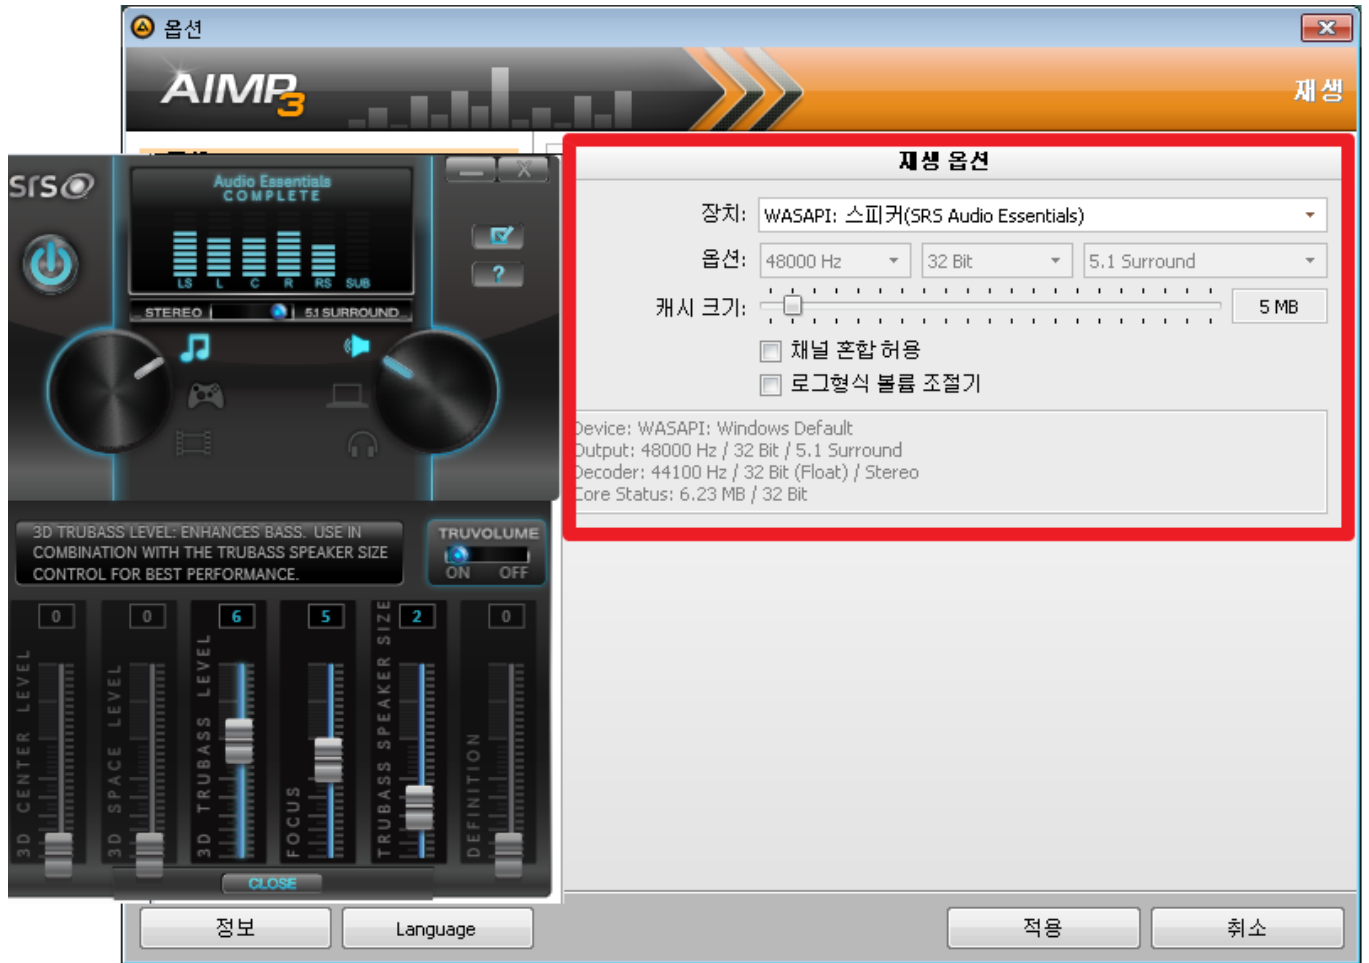 옵션
AIMP3
재생
재생 옵션
장치: WASAPI: 스피커(SRS Audio Essentials)
옵션: 48000 Hz 32 Bit 5.1 Surround
캐시 크기: 5 MB
채널 혼합 허용
로그형식 볼륨 조절기
Device: WASAPI: Windows Default
Output: 48000 Hz / 32 Bit / 5.1 Surround
Decoder: 44100 Hz / 32 Bit (Float) / Stereo
Core Status: 6.23 MB / 32 Bit
srs
Audio Essentials
COMPLETE
X
?
LS L C R RS SUB
STEREO 5.1 SURROUND
3D TRUBASS LEVEL: ENHANCES BASS. USE IN
COMBINATION WITH THE TRUBASS SPEAKER SIZE
CONTROL FOR BEST PERFORMANCE.
TRUVOLUME
ON OFF
0 0 6 5 2 0
3D CENTER LEVEL
3D SPACE LEVEL
3D TRUBASS LEVEL
FOCUS
TRUBASS SPEAKER SIZE
DEFINITION
CLOSE
정보 Language 적용 취소